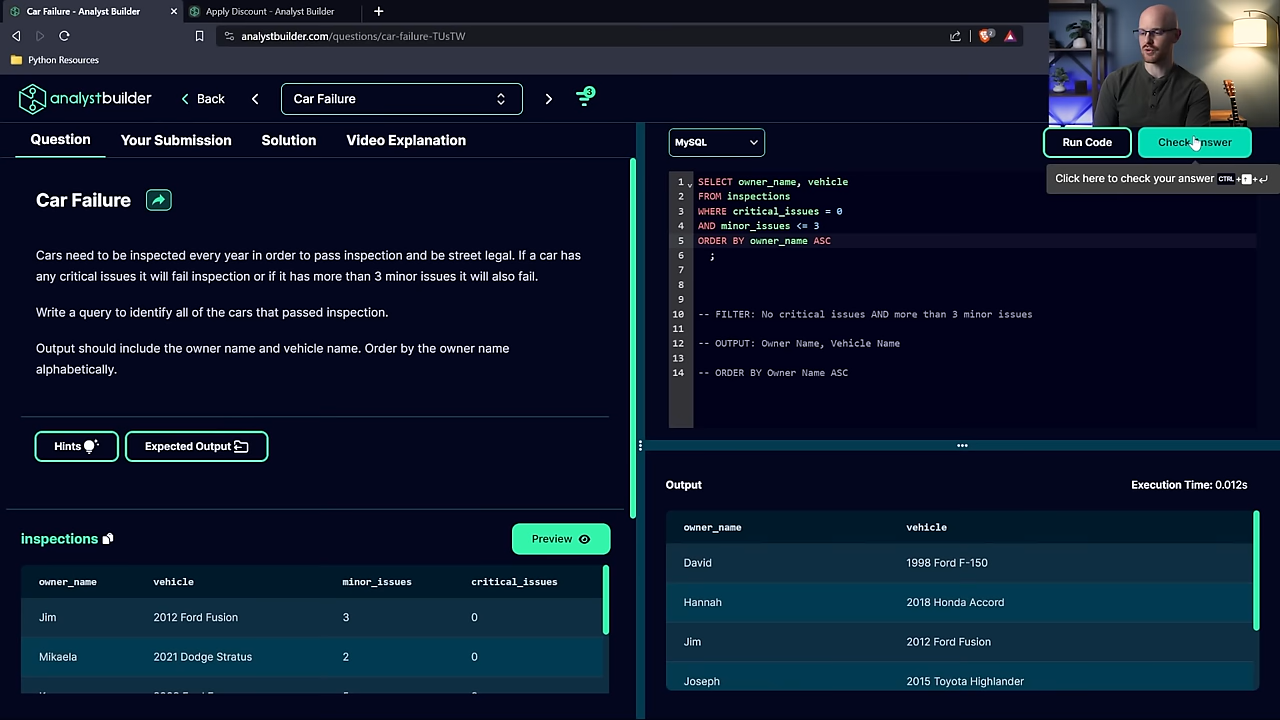 Car Failure - Analyst Builder
Apply Discount - Analyst Builder
analystbuilder.com/questions/car-failure-TUsTW
Python Resources
analystbuilder
Back
Car Failure
3
Question
Your Submission
Solution
Video Explanation
MySQL
Run Code
Check Answer
Click here to check your answer CTRL + +
Car Failure
Cars need to be inspected every year in order to pass inspection and be street legal. If a car has
any critical issues it will fail inspection or if it has more than 3 minor issues it will also fail.
Write a query to identify all of the cars that passed inspection.
Output should include the owner name and vehicle name. Order by the owner name
alphabetically.
Hints
Expected Output
inspections
Preview
owner_name vehicle minor_issues critical_issues
Jim 2012 Ford Fusion 3 0
Mikaela 2021 Dodge Stratus 2 0
1 SELECT owner_name, vehicle
2 FROM inspections
3 WHERE critical_issues = 0
4 AND minor_issues <= 3
5 ORDER BY owner_name ASC
6 ;
7
8
9
10 -- FILTER: No critical issues AND more than 3 minor issues
11
12 -- OUTPUT: Owner Name, Vehicle Name
13
14 -- ORDER BY Owner Name ASC
Output
Execution Time: 0.012s
owner_name vehicle
David 1998 Ford F-150
Hannah 2018 Honda Accord
Jim 2012 Ford Fusion
Joseph 2015 Toyota Highlander